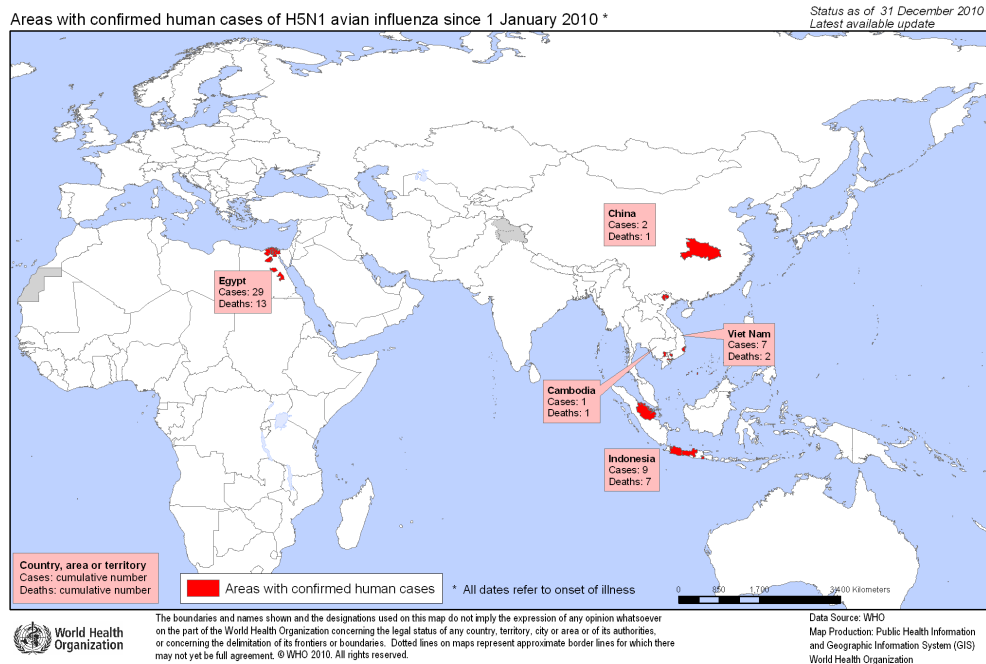 Areas with confirmed human cases of H5N1 avian influenza since 1 January 2010 *
Status as of 31 December 2010
Latest available update
China
Cases: 2
Deaths: 1
Egypt
Cases: 29
Deaths: 13
Viet Nam
Cases: 7
Deaths: 2
Cambodia
Cases: 1
Deaths: 1
Indonesia
Cases: 9
Deaths: 7
Country, area or territory
Cases: cumulative number
Deaths: cumulative number
Areas with confirmed human cases
* All dates refer to onset of illness
0 850 1,700 3,400 Kilometers
World Health
Organization
The boundaries and names shown and the designations used on this map do not imply the expression of any opinion whatsoever
on the part of the World Health Organization concerning the legal status of any country, territory, city or area or of its authorities,
or concerning the delimitation of its frontiers or boundaries. Dotted lines on maps represent approximate border lines for which there
may not yet be full agreement. © WHO 2010. All rights reserved.
Data Source: WHO
Map Production: Public Health Information
and Geographic Information System (GIS)
World Health Organization